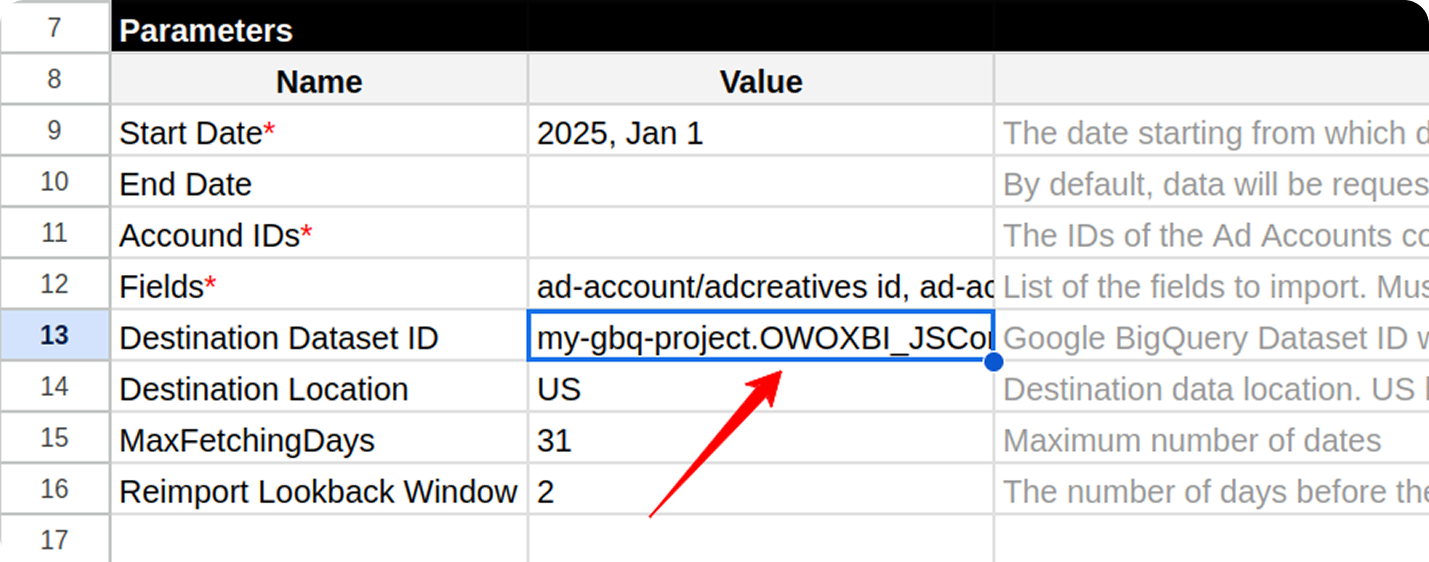 7 Parameters
8 Name Value
9 Start Date* 2025, Jan 1 The date starting from which d
10 End Date By default, data will be reques
11 Accound IDs* The IDs of the Ad Accounts co
12 Fields* ad-account/adcreatives id, ad-ac List of the fields to import. Mus
13 Destination Dataset ID my-gbq-project.OWOXBI_JSCor Google BigQuery Dataset ID w
14 Destination Location US Destination data location. US
15 MaxFetchingDays 31 Maximum number of dates
16 Reimport Lookback Window 2 The number of days before the
17